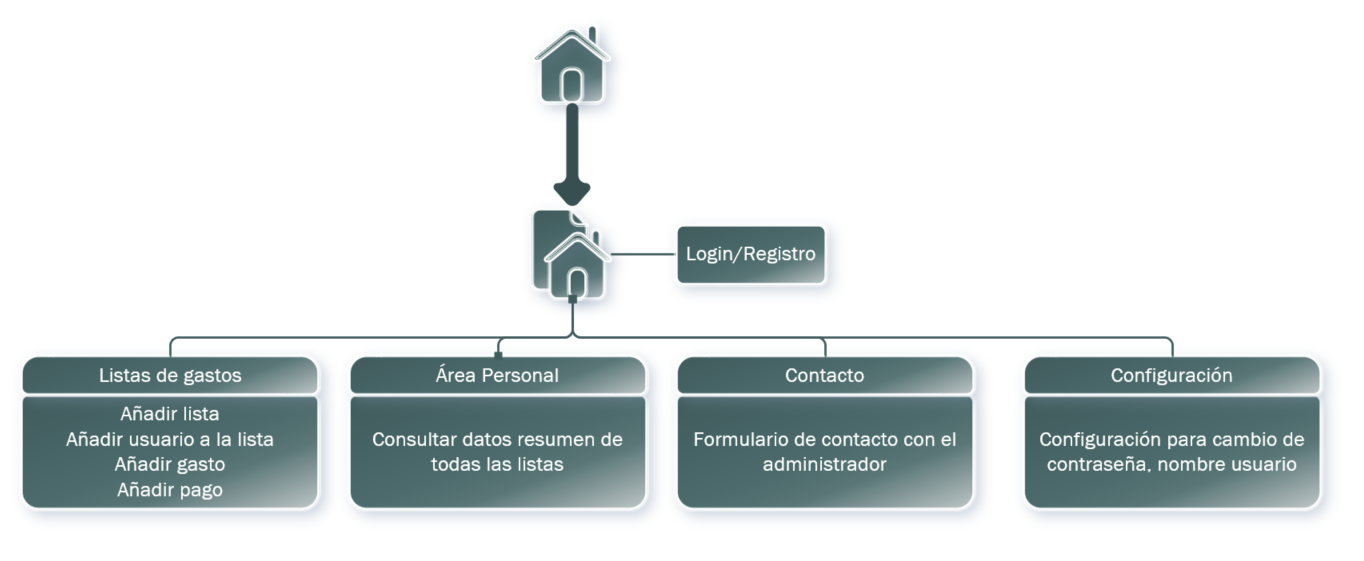 Login/Registro
Listas de gastos
Añadir lista
Añadir usuario a la lista
Añadir gasto
Añadir pago
Área Personal
Consultar datos resumen de
todas las listas
Contacto
Formulario de contacto con el
administrador
Configuración
Configuración para cambio de
contraseña, nombre usuario